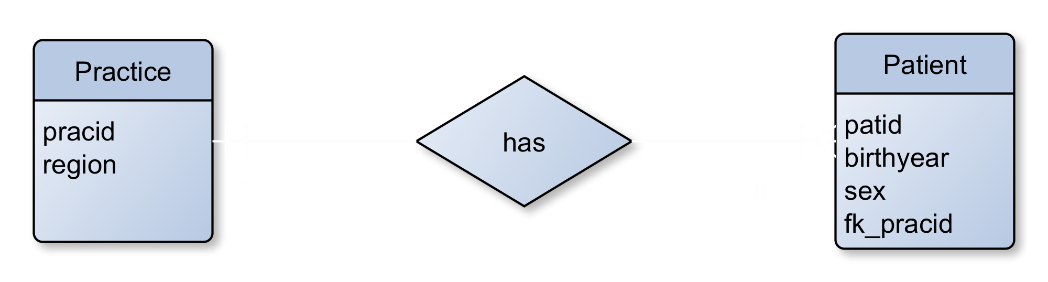 Practice
pracid
region
has
Patient
patid
birthyear
sex
fk_pracid